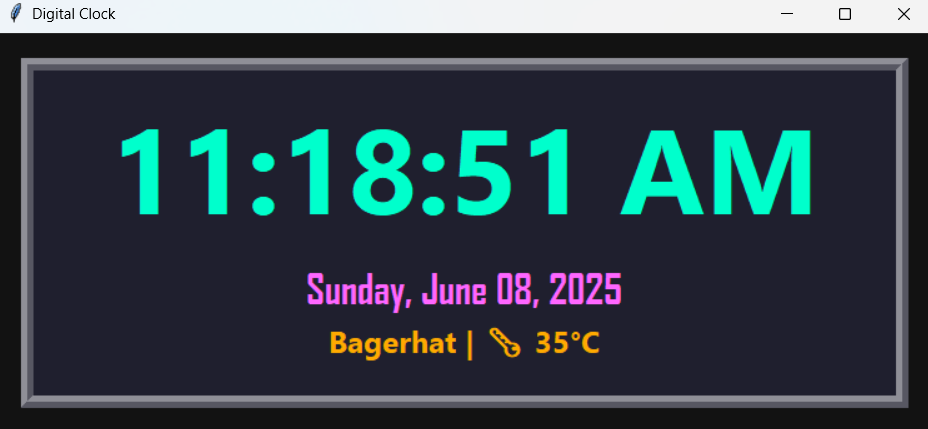 Digital Clock
11:18:51 AM
Sunday, June 08, 2025
Bagerhat | 🌡 35°C